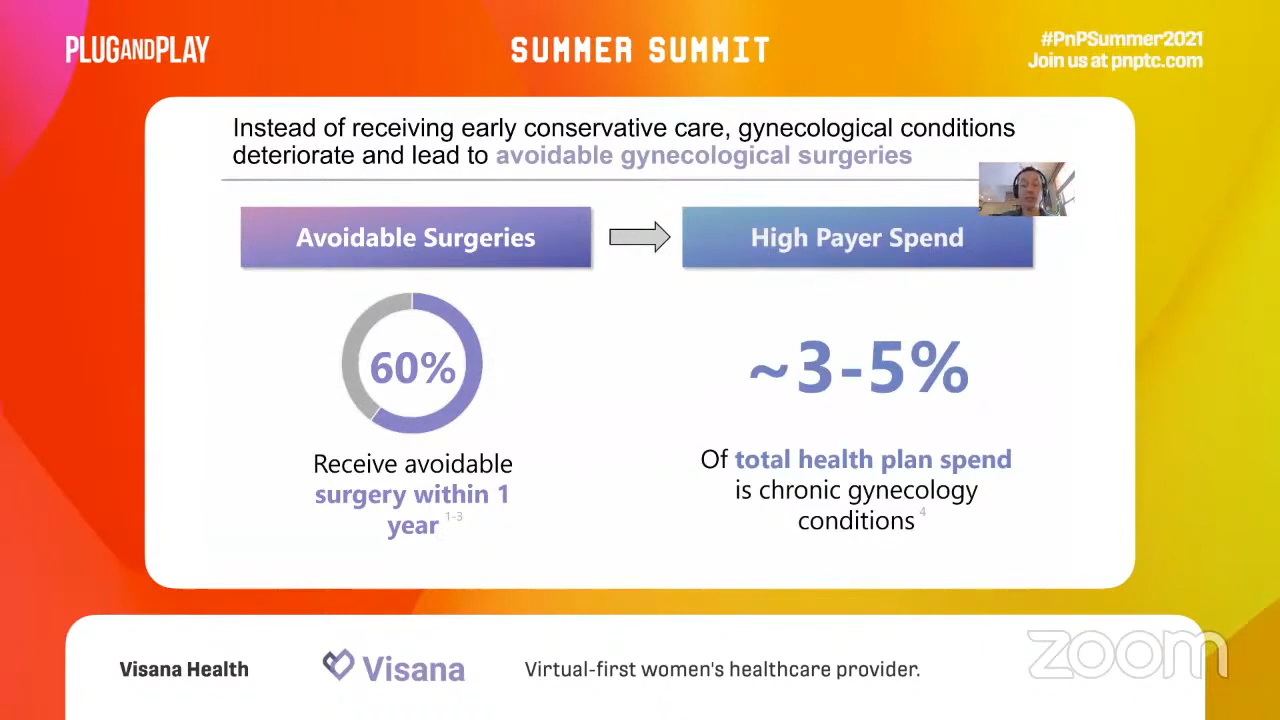 PLUGANDPLAY
SUMMER SUMMIT
#PnPSummer2021
Join us at pnptc.com
Instead of receiving early conservative care, gynecological conditions
deteriorate and lead to avoidable gynecological surgeries
Avoidable Surgeries
High Payer Spend
60%
Receive avoidable
surgery within 1
year 1-3
~3-5%
Of total health plan spend
is chronic gynecology
conditions 4
Visana Health
Visana
Virtual-first women's healthcare provider.
zoom